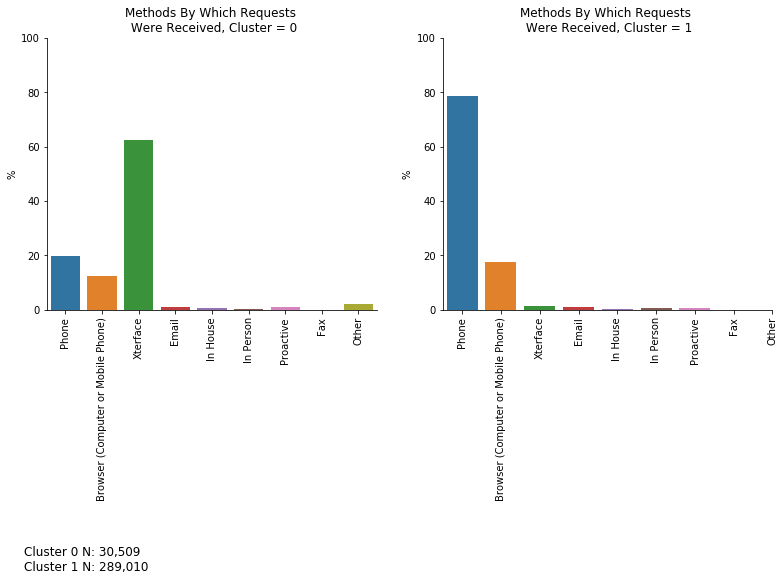 Methods By Which Requests
Were Received, Cluster = 0
100
80
60
40
20
0
%
Phone
Browser (Computer or Mobile Phone)
Xterface
Email
In House
In Person
Proactive
Fax
Other
Methods By Which Requests
Were Received, Cluster = 1
100
80
60
40
20
0
%
Phone
Browser (Computer or Mobile Phone)
Xterface
Email
In House
In Person
Proactive
Fax
Other
Cluster 0 N: 30,509
Cluster 1 N: 289,010